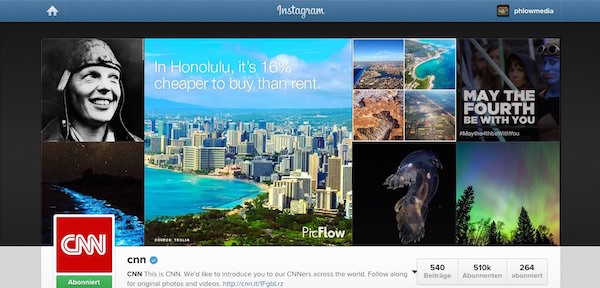 Instagram
phlowmedia
In Honolulu, it's 16%
cheaper to buy than rent.
SOURCE TRULIA
PicFlow
MAY THE
FOURTH
BE WITH YOU
#Maythe4thbeWithYou
CNN
Abonniert
cnn
CNN This is CNN. We'd like to introduce you to our CNNers across the world. Follow along
for original photos and videos. http://cnn.it/1FgbLrz
540
Beiträge
510k
Abonnenten
264
abonniert